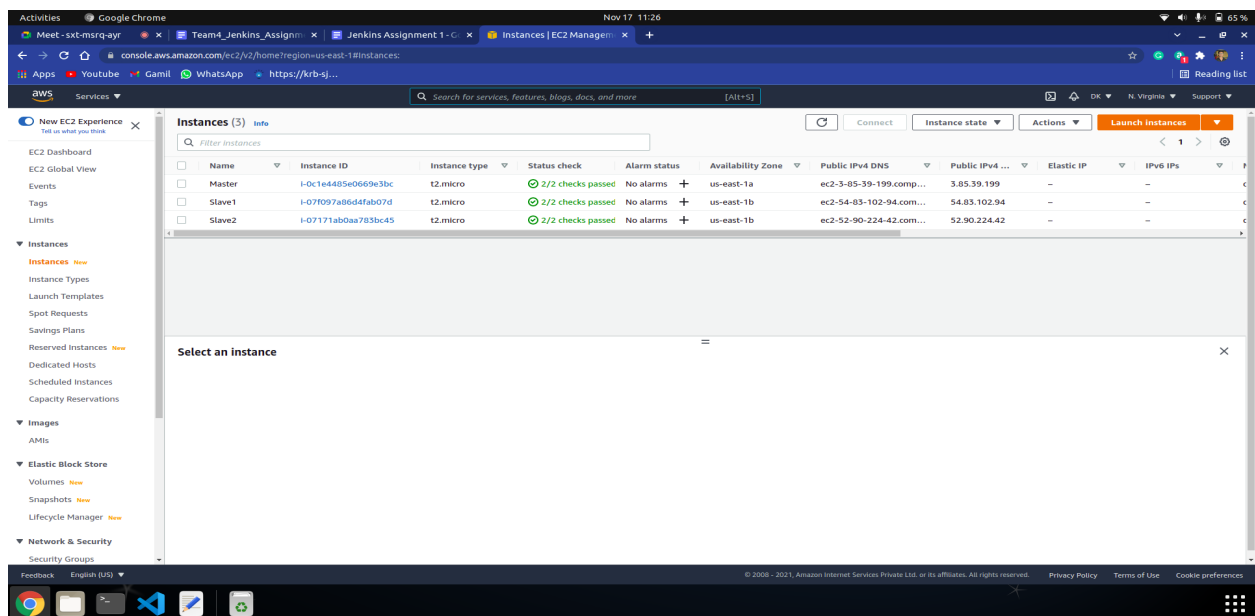 Activities Google Chrome Nov 17 11:26 65 %
Meet - sxt-msrq-ayr Team4_Jenkins_Assignm Jenkins Assignment 1 - G Instances | EC2 Managem
console.aws.amazon.com/ec2/v2/home?region=us-east-1#Instances:
Apps Youtube Gamil WhatsApp https://krb-sj... Reading list
aws Services Search for services, features, blogs, docs, and more [Alt+S] DK N. Virginia Support
New EC2 Experience
Tell us what you think
Instances (3) Info Connect Instance state Actions Launch instances
Filter instances 1
EC2 Dashboard
EC2 Global View
Events
Tags
Limits
Instances
Instances New
Instance Types
Launch Templates
Spot Requests
Savings Plans
Reserved Instances New
Dedicated Hosts
Scheduled Instances
Capacity Reservations
Images
AMIs
Elastic Block Store
Volumes New
Snapshots New
Lifecycle Manager New
Network & Security
Security Groups
Name Instance ID Instance type Status check Alarm status Availability Zone Public IPv4 DNS Public IPv4 ... Elastic IP IPv6 IPs
Master i-0c1e4485e0669e3bc t2.micro 2/2 checks passed No alarms + us-east-1a ec2-3-85-39-199.comp... 3.85.39.199 – –
Slave1 i-07f097a86d4fab07d t2.micro 2/2 checks passed No alarms + us-east-1b ec2-54-83-102-94.com... 54.83.102.94 – –
Slave2 i-07171ab0aa783bc45 t2.micro 2/2 checks passed No alarms + us-east-1b ec2-52-90-224-42.com... 52.90.224.42 – –
Select an instance
Feedback English (US) © 2008 - 2021, Amazon Internet Services Private Ltd. or its affiliates. All rights reserved. Privacy Policy Terms of Use Cookie preferences